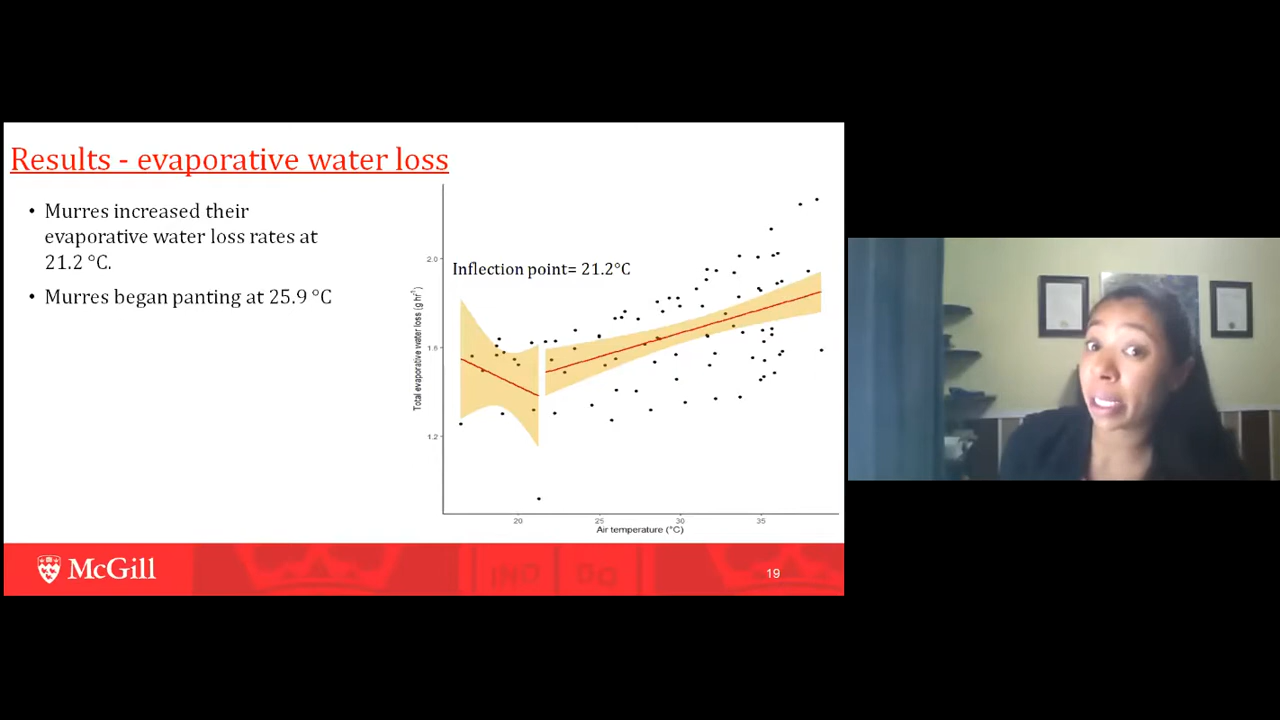 Results - evaporative water loss
• Murres increased their
evaporative water loss rates at
21.2 °C.
• Murres began panting at 25.9 °C
Inflection point= 21.2°C
Total evaporative water loss (g hr⁻¹)
2.0
1.6
1.2
20 25 30 35
Air temperature (°C)
McGill
19